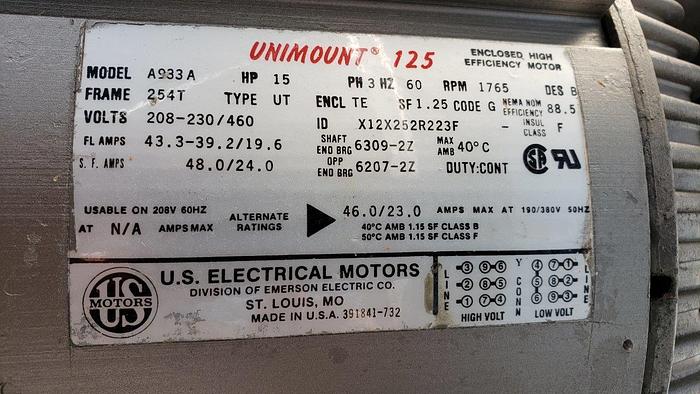 UNIMOUNT® 125 ENCLOSED HIGH EFFICIENCY MOTOR
MODEL A933A HP 15 PH 3 HZ 60 RPM 1765 DES B
FRAME 254T TYPE UT ENCL TE SF 1.25 CODE G NEMA NOM EFFICIENCY 88.5
VOLTS 208-230/460 ID X12X252R223F - INSUL CLASS F
FL AMPS 43.3-39.2/19.6 SHAFT END BRG 6309-2Z MAX AMB 40°C
S.F. AMPS 48.0/24.0 OPP END BRG 6207-2Z DUTY:CONT
USABLE ON 208V 60HZ
AT N/A AMPS MAX
ALTERNATE RATINGS
46.0/23.0 AMPS MAX AT 190/380V 50HZ
40°C AMB 1.15 SF CLASS B
50°C AMB 1.15 SF CLASS F
US MOTORS
U.S. ELECTRICAL MOTORS
DIVISION OF EMERSON ELECTRIC CO.
ST. LOUIS, MO
MADE IN U.S.A. 391841-732
LINE
3 9 6
2 8 5
1 7 4
HIGH VOLT
Y CONN
4 7 1
5 8 2
6 9 3
LINE
LOW VOLT